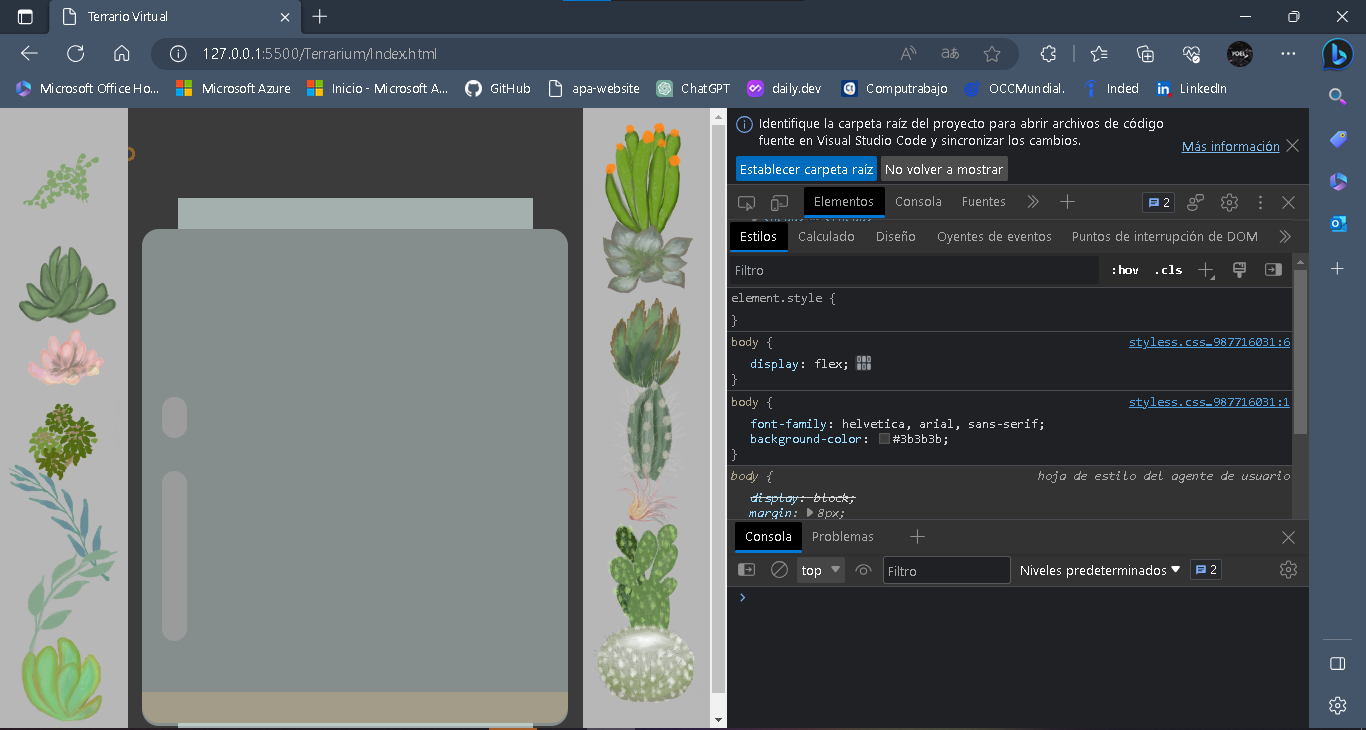 Terrario Virtual
127.0.0.1:5500/Terrarium/Index.html
YOEL
Microsoft Office Ho...
Microsoft Azure
Inicio - Microsoft A...
GitHub
apa-website
ChatGPT
daily.dev
Computrabajo
OCCMundial.
Inded
LinkedIn
Identifique la carpeta raíz del proyecto para abrir archivos de código
fuente en Visual Studio Code y sincronizar los cambios.
Más información
Establecer carpeta raíz
No volver a mostrar
Elementos
Consola
Fuentes
2
Estilos
Calculado
Diseño
Oyentes de eventos
Puntos de interrupción de DOM
Filtro
:hov
.cls
element.style {
}
body {
styless.css…987716031:6
display: flex;
}
body {
styless.css…987716031:1
font-family: helvetica, arial, sans-serif;
background-color: #3b3b3b;
}
body {
hoja de estilo del agente de usuario
display: block;
margin: 8px;
Consola
Problemas
top
Filtro
Niveles predeterminados
2